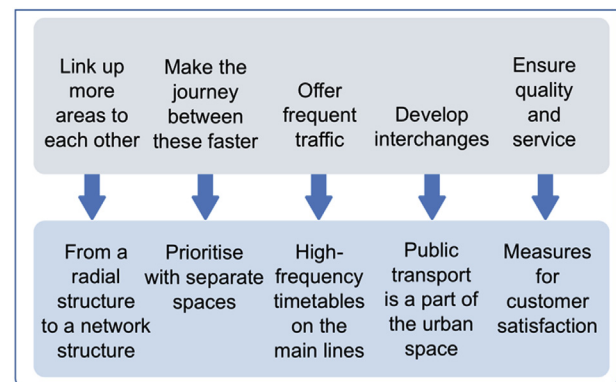 Link up
more
areas to
each other
Make the
journey
between
these faster
Offer
frequent
traffic
Develop
interchanges
Ensure
quality
and
service
From a
radial
structure
to a network
structure
Prioritise
with separate
spaces
High-
frequency
timetables
on the
main lines
Public
transport
is a part of
the urban
space
Measures
for
customer
satisfaction